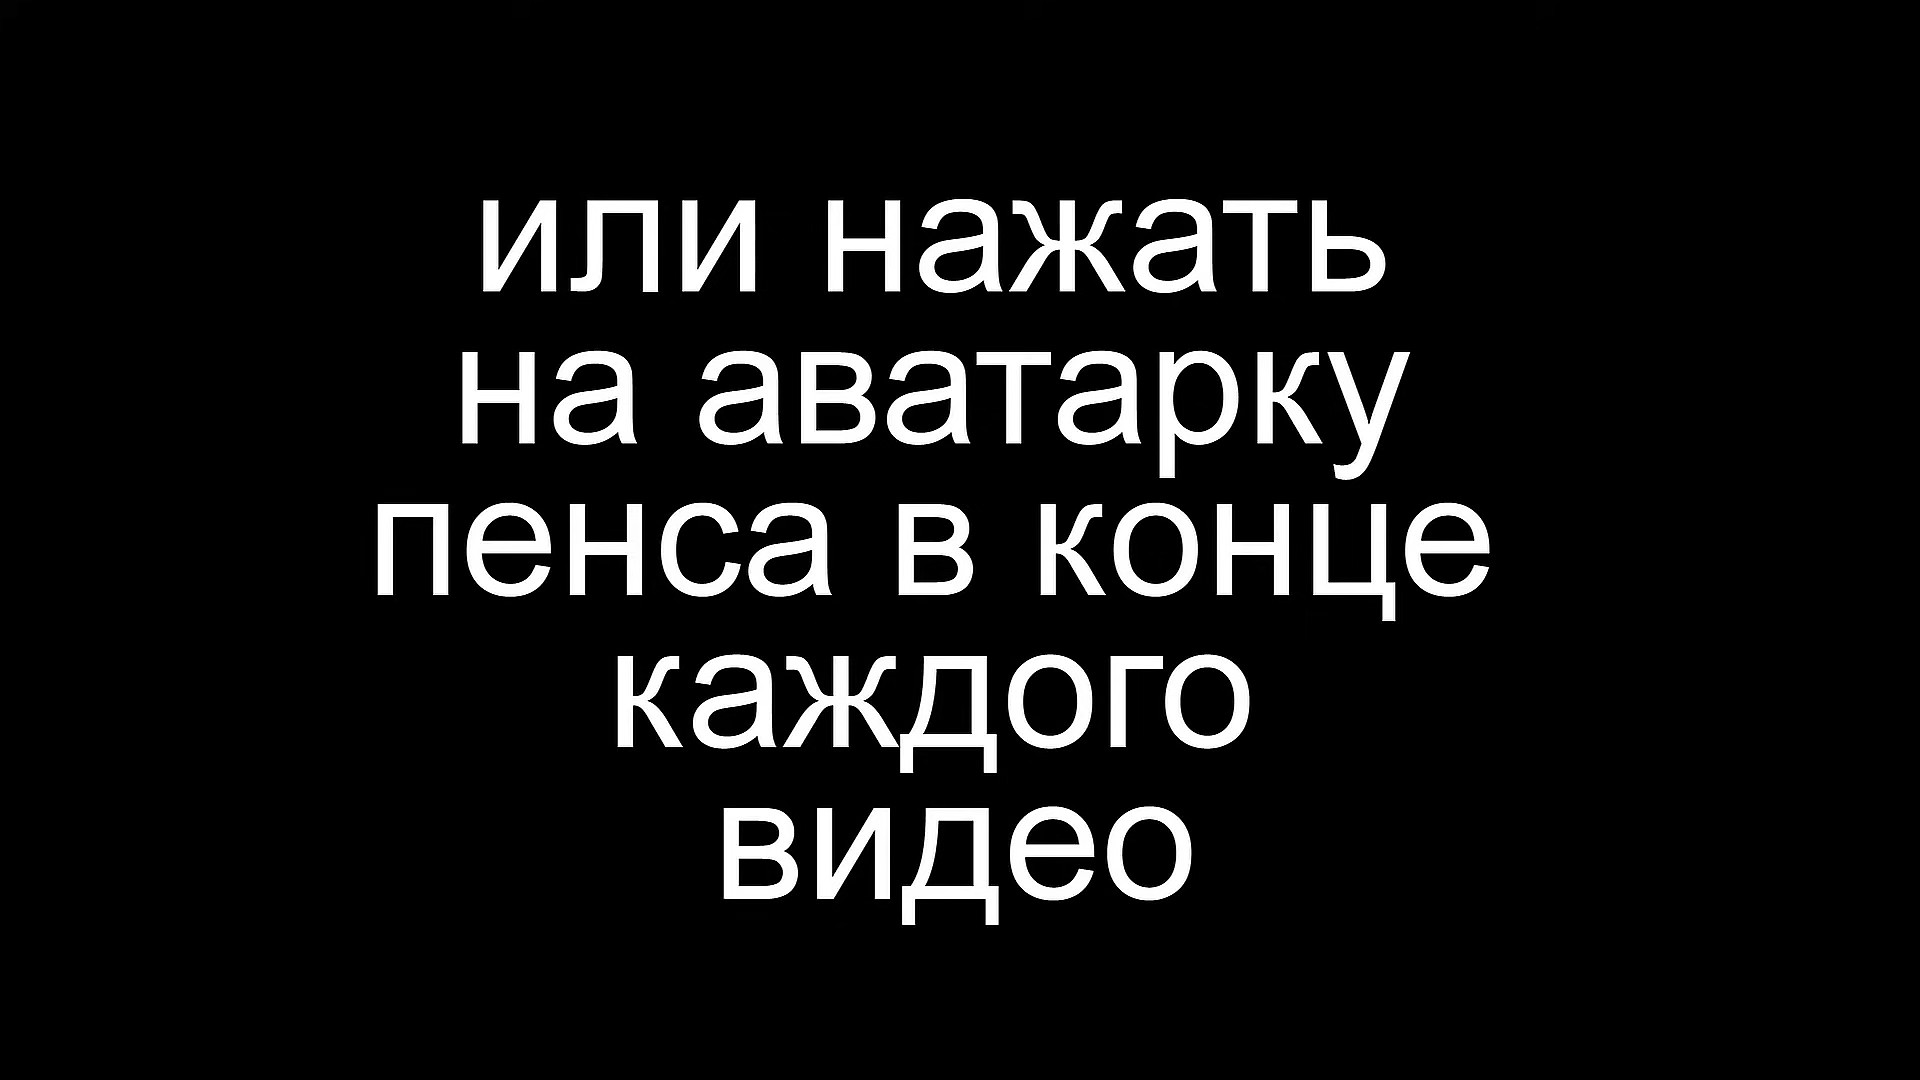 или нажать
на аватарку
пенса в конце
каждого
видео